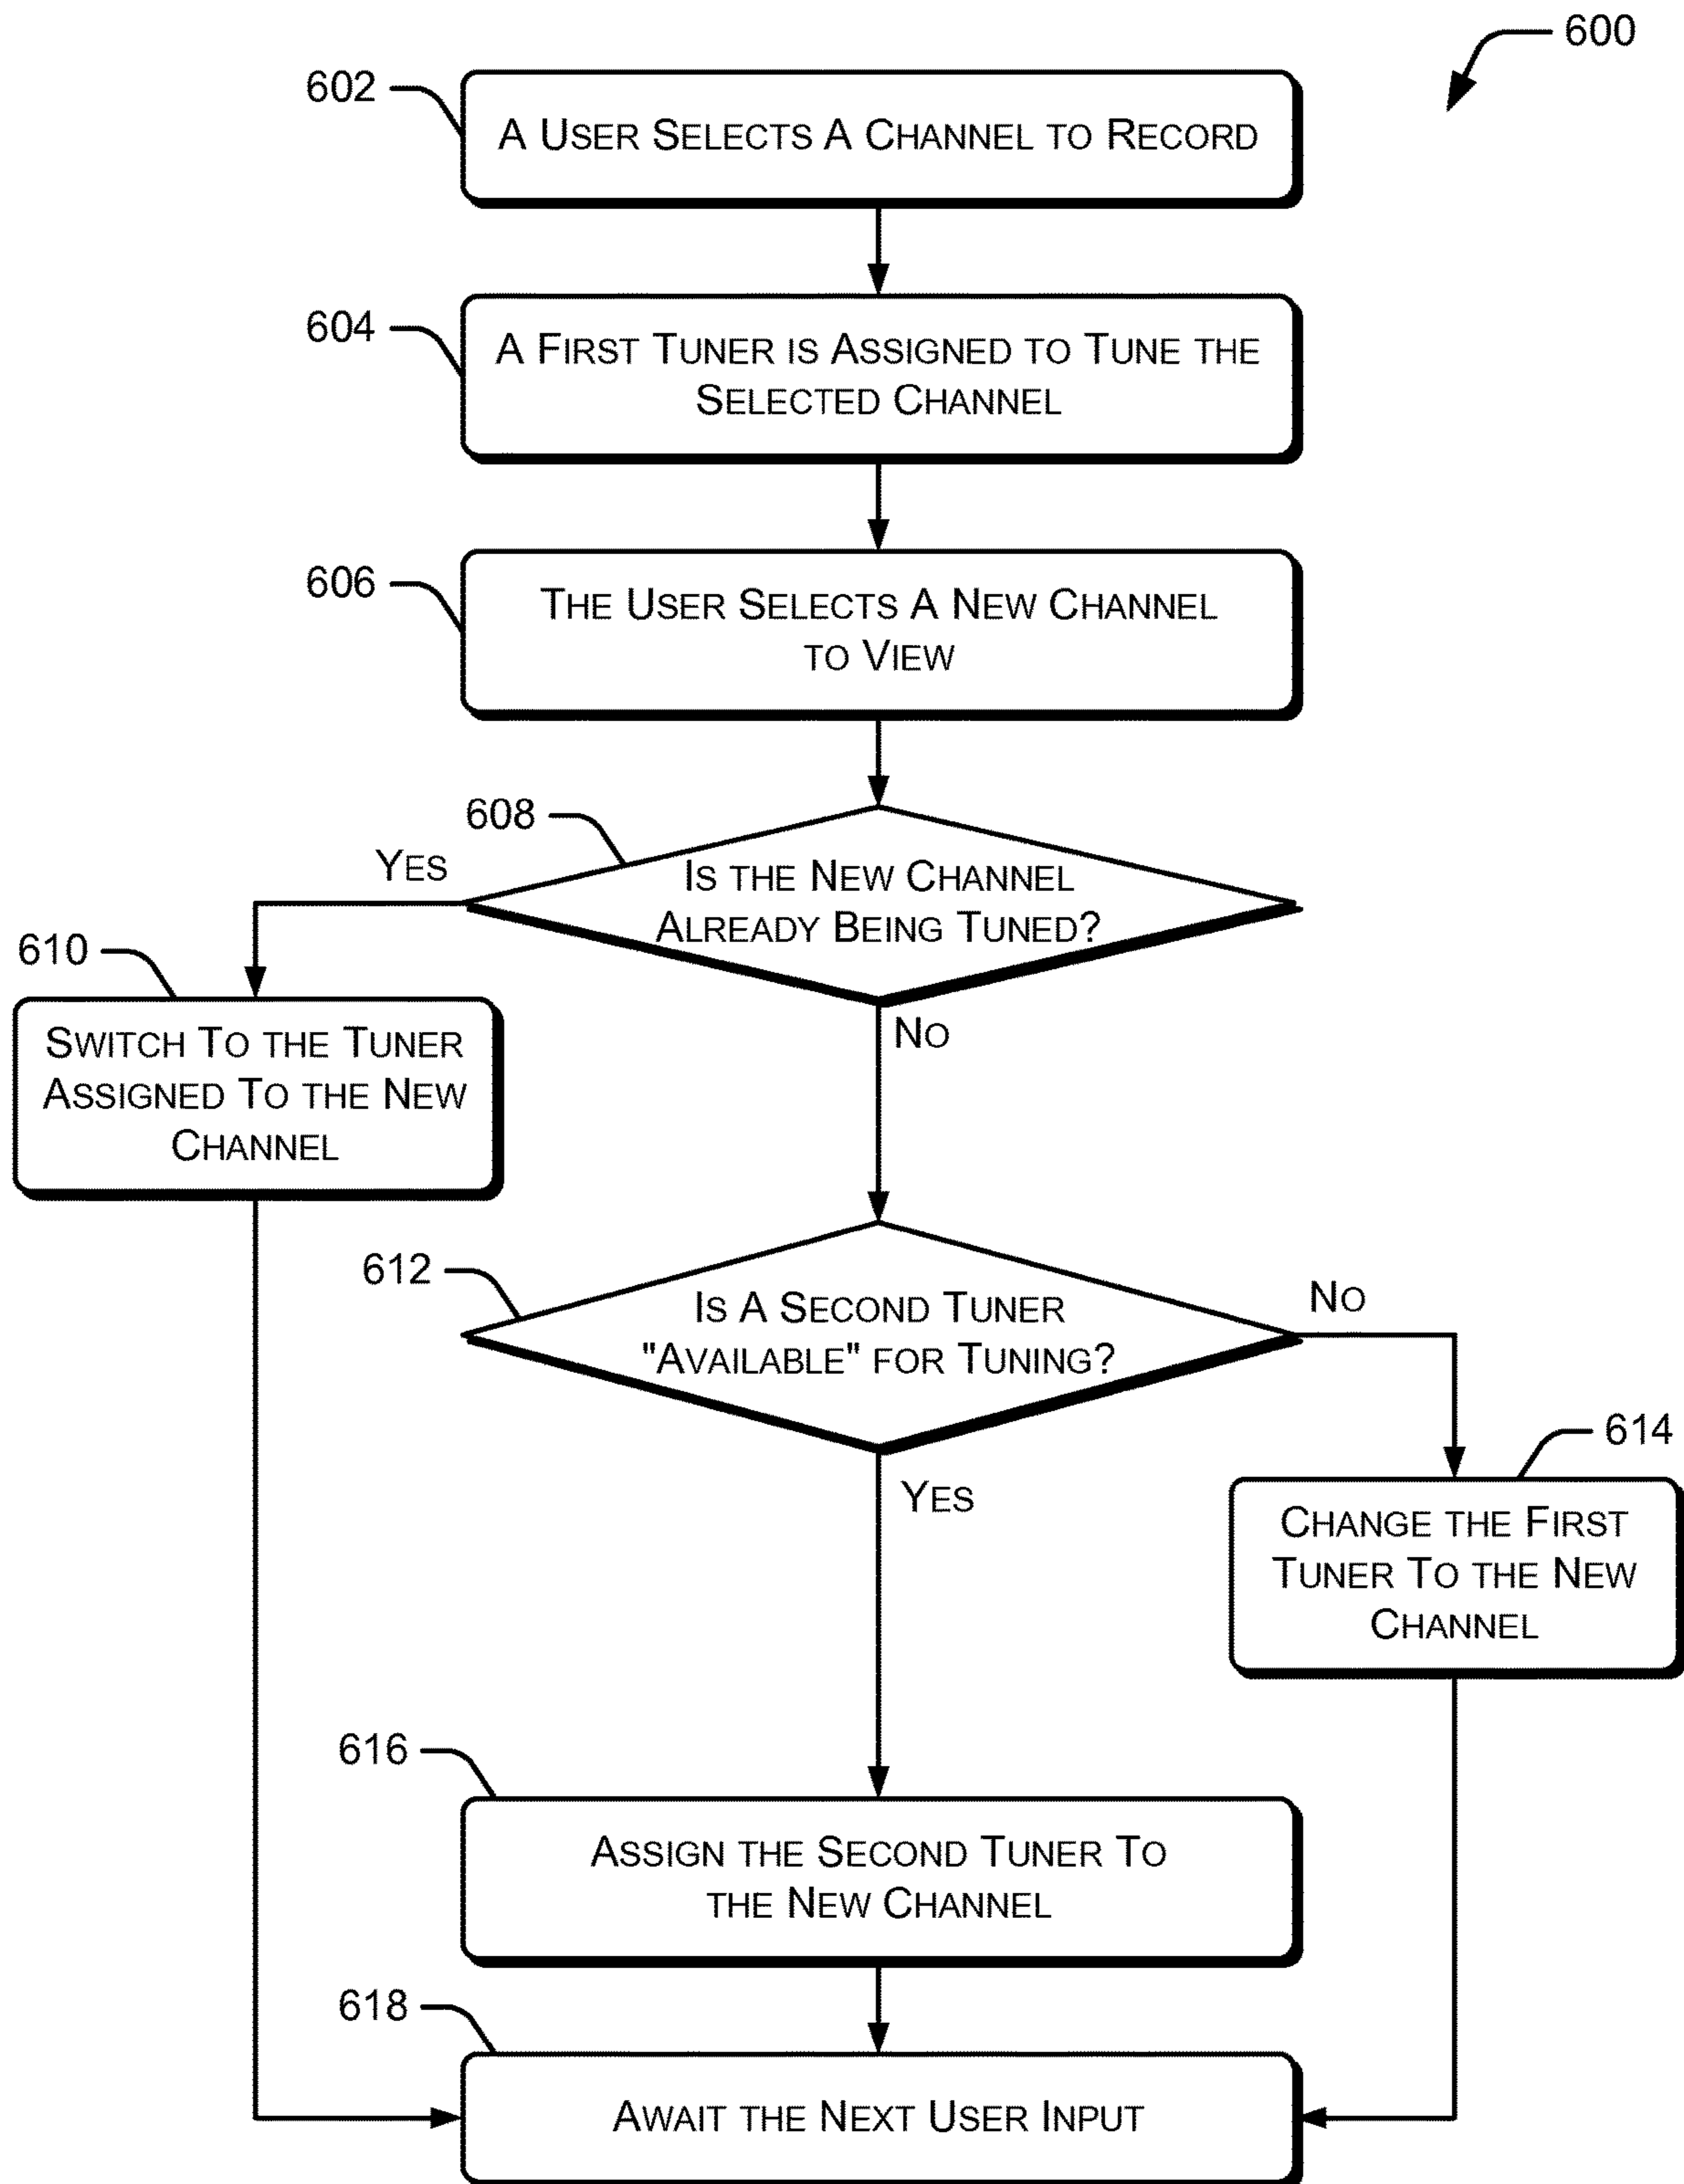 600
602
A USER SELECTS A CHANNEL TO RECORD
604
A FIRST TUNER IS ASSIGNED TO TUNE THE
SELECTED CHANNEL
606
THE USER SELECTS A NEW CHANNEL
TO VIEW
608
YES
IS THE NEW CHANNEL
ALREADY BEING TUNED?
610
SWITCH TO THE TUNER
ASSIGNED TO THE NEW
CHANNEL
NO
612
IS A SECOND TUNER
"AVAILABLE" FOR TUNING?
NO
614
CHANGE THE FIRST
TUNER TO THE NEW
CHANNEL
YES
616
ASSIGN THE SECOND TUNER TO
THE NEW CHANNEL
618
AWAIT THE NEXT USER INPUT